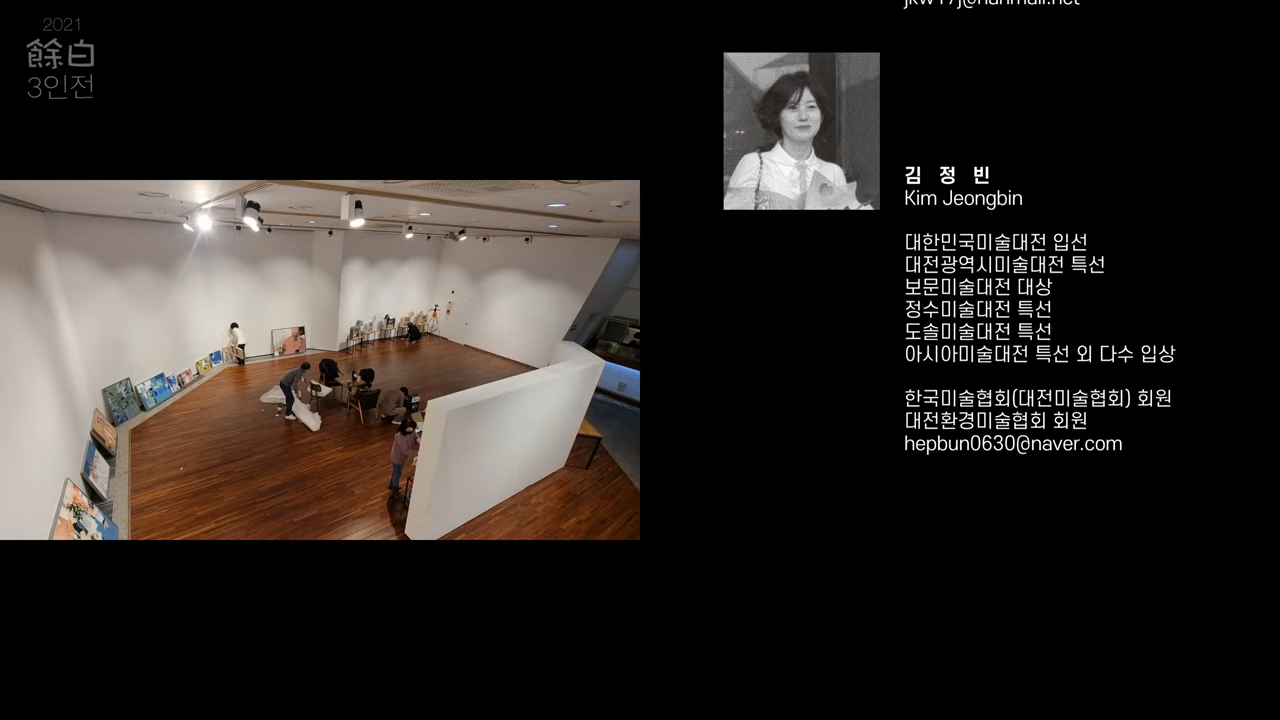 2021
餘白
3인전
김 정 빈
Kim Jeongbin
대한민국미술대전 입선
대전광역시미술대전 특선
보문미술대전 대상
정수미술대전 특선
도솔미술대전 특선
아시아미술대전 특선 외 다수 입상
한국미술협회(대전미술협회) 회원
대전환경미술협회 회원
hepbun0630@naver.com